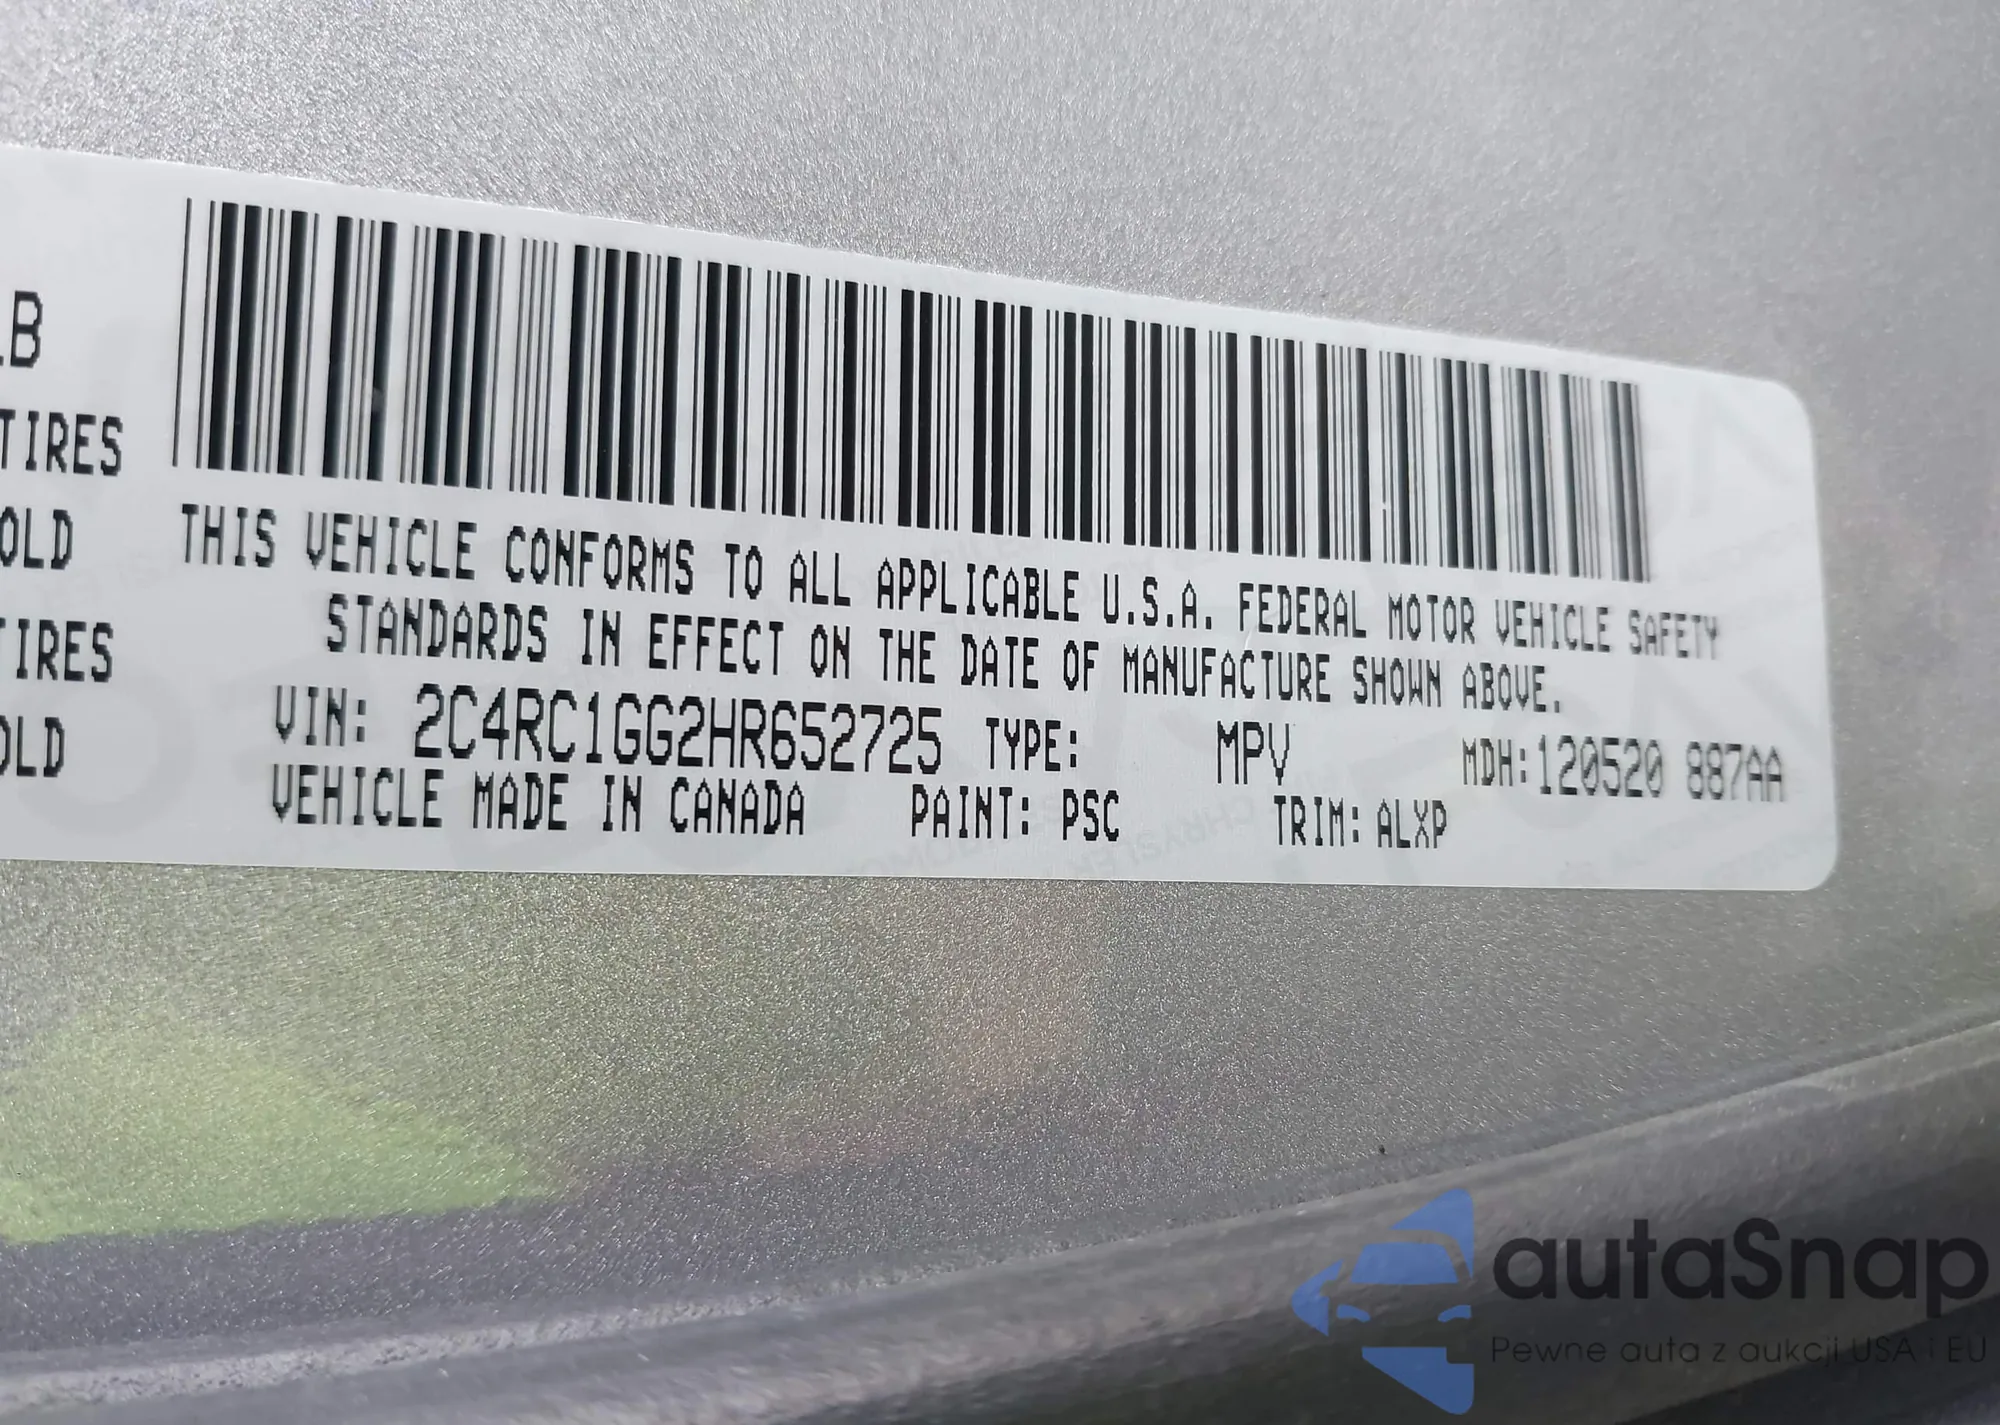 LB
TIRES
OLD
TIRES
OLD
THIS VEHICLE CONFORMS TO ALL APPLICABLE U.S.A. FEDERAL MOTOR VEHICLE SAFETY
STANDARDS IN EFFECT ON THE DATE OF MANUFACTURE SHOWN ABOVE.
VIN: 2C4RC1GG2HR652725 TYPE: MPV MDH:120520 887AA
VEHICLE MADE IN CANADA PAINT: PSC TRIM: ALXP
autaSnap
Pewne auta z aukcji USA i EU